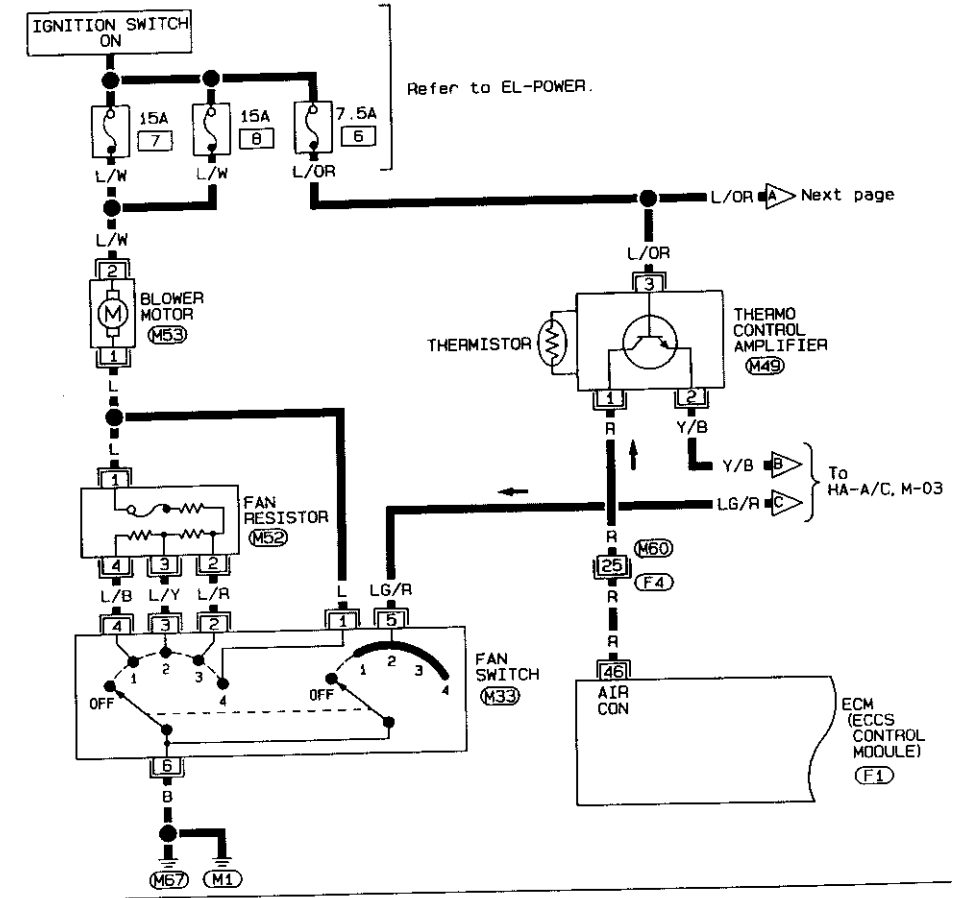 IGNITION SWITCH
ON
Refer to EL-POWER.
15A
7
15A
8
7.5A
6
L/W
L/W
L/OR
L/OR
A
Next page
L/W
L/OR
2
3
BLOWER
MOTOR
M53
M
1
THERMISTOR
THERMO
CONTROL
AMPLIFIER
M49
1
2
L
R
Y/B
L
Y/B
B
To
HA-A/C, M-03
LG/R
C
1
FAN
RESISTOR
M52
4
3
2
R
M60
25
F4
L/B
L/Y
L/R
L
LG/R
R
4
3
2
1
5
R
1
2
3
4
OFF
1
2
3
4
OFF
FAN
SWITCH
M33
46
AIR
CON
ECM
(ECCS
CONTROL
MODULE)
F1
6
B
M67
M1